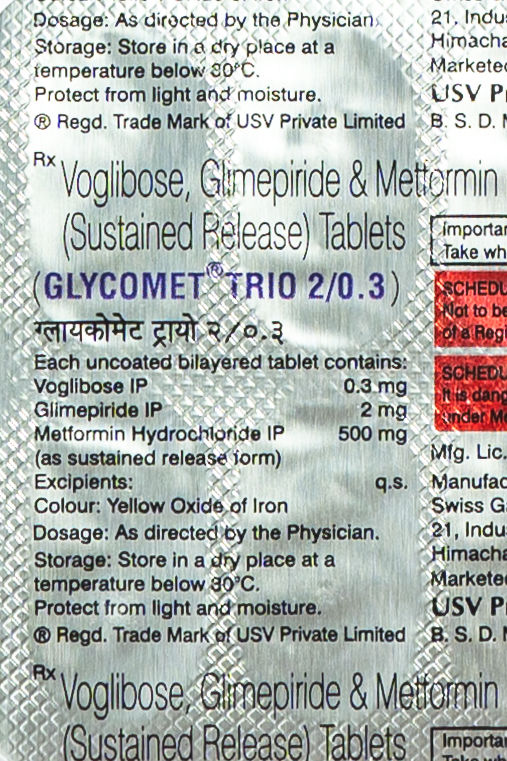 Dosage: As directed by the Physician.
Storage: Store in a dry place at a
temperature below 30°C.
Protect from light and moisture.
® Regd. Trade Mark of USV Private Limited
Rx
Voglibose, Glimepiride & Metformin
(Sustained Release) Tablets
(GLYCOMET® TRIO 2/0.3)
ग्लायकोमेट ट्रायो २/०.३
Each uncoated bilayered tablet contains:
Voglibose IP 0.3 mg
Glimepiride IP 2 mg
Metformin Hydrochloride IP 500 mg
(as sustained release form)
Excipients: q.s.
Colour: Yellow Oxide of Iron
Dosage: As directed by the Physician.
Storage: Store in a dry place at a
temperature below 30°C.
Protect from light and moisture.
® Regd. Trade Mark of USV Private Limited
Rx
Voglibose, Glimepiride & Metformin
(Sustained Release) Tablets
21, Indu
Himacha
Marketed
USV P
B. S. D.
Importa
Take wh
SCHEDU
Not to be
of a Regi
SCHEDU
It is dang
under Me
Mfg. Lic.
Manufac
Swiss G
21, Indu
Himacha
Marketed
USV P
B. S. D.
Importa